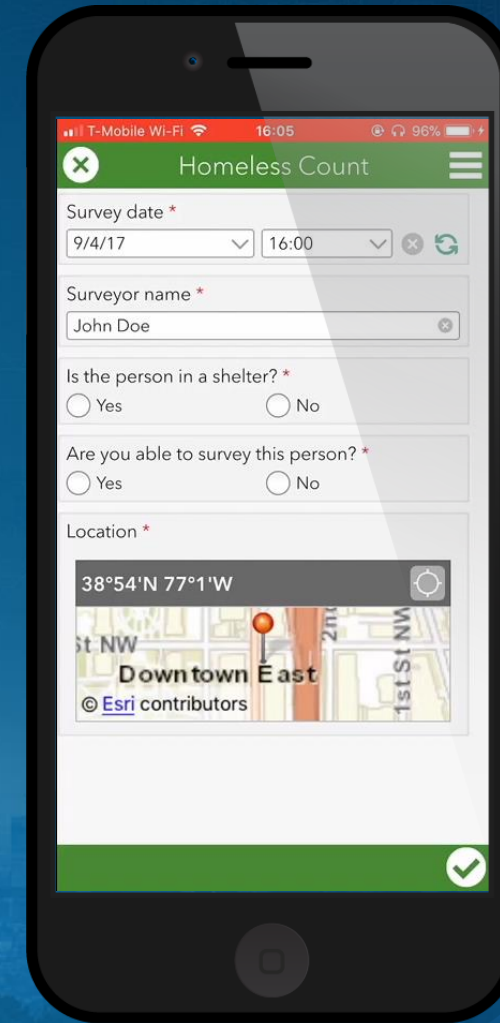 T-Mobile Wi-Fi 16:05 96%
Homeless Count
Survey date *
9/4/17 16:00
Surveyor name *
John Doe
Is the person in a shelter? *
Yes No
Are you able to survey this person? *
Yes No
Location *
38°54'N 77°1'W
St NW
2nd
1st St NW
Downtown East
© Esri contributors